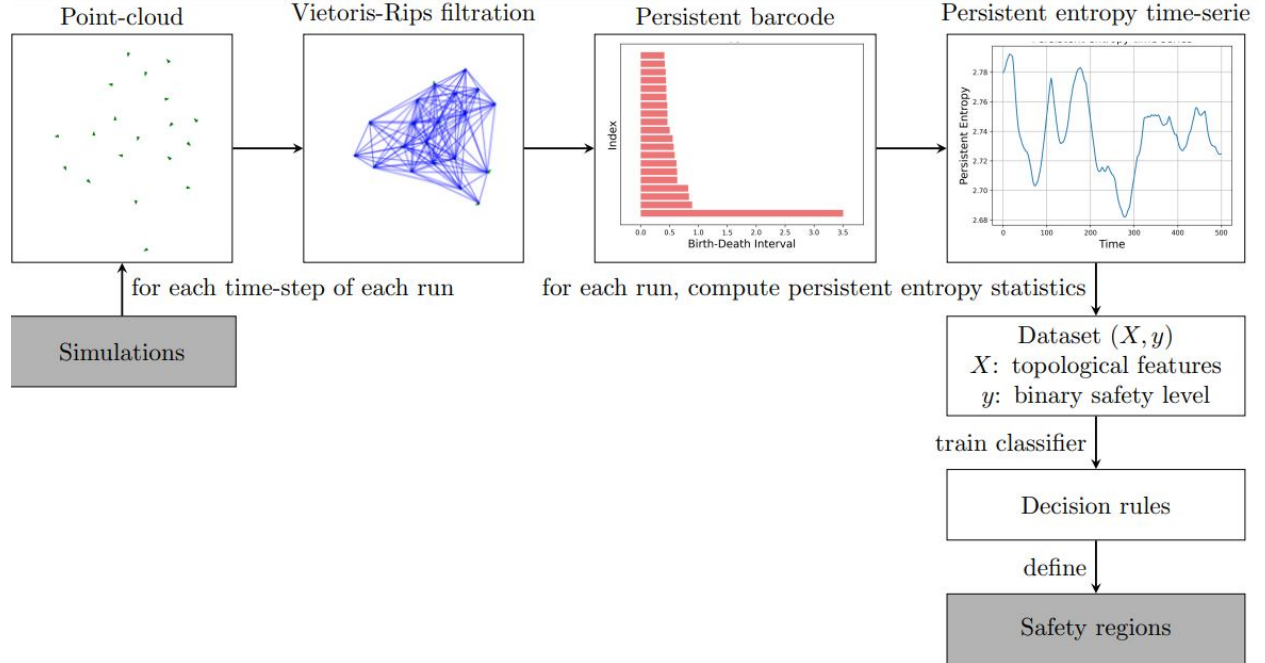 Point-cloud
Vietoris-Rips filtration
Persistent barcode
Persistent entropy time-serie
Index
0.0 0.5 1.0 1.5 2.0 2.5 3.0 3.5
Birth-Death Interval
Persistent Entropy
2.78
2.76
2.74
2.72
2.70
2.68
0 100 200 300 400 500
Time
for each time-step of each run
for each run, compute persistent entropy statistics
Simulations
Dataset (X, y)
X: topological features
y: binary safety level
train classifier
Decision rules
define
Safety regions